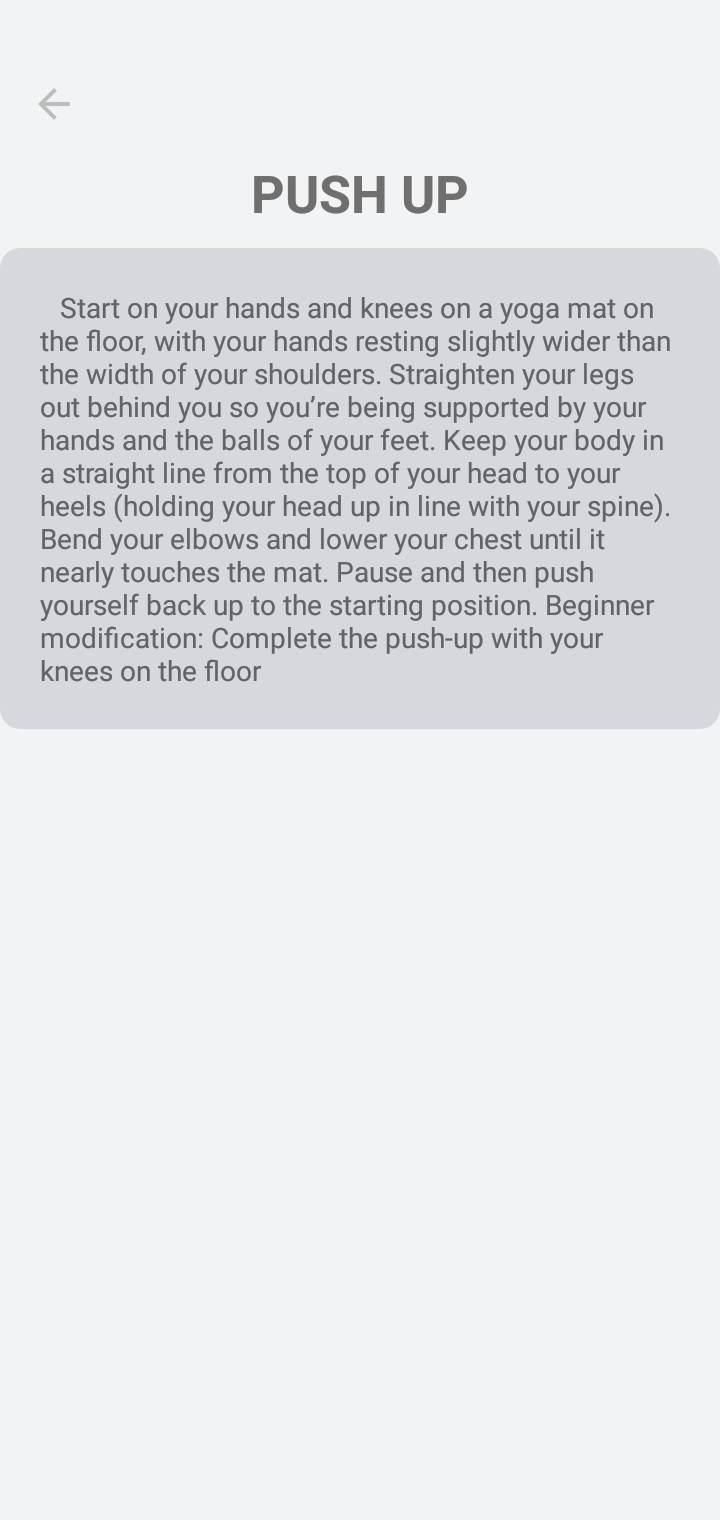 PUSH UP
Start on your hands and knees on a yoga mat on
the floor, with your hands resting slightly wider than
the width of your shoulders. Straighten your legs
out behind you so you’re being supported by your
hands and the balls of your feet. Keep your body in
a straight line from the top of your head to your
heels (holding your head up in line with your spine).
Bend your elbows and lower your chest until it
nearly touches the mat. Pause and then push
yourself back up to the starting position. Beginner
modification: Complete the push-up with your
knees on the floor